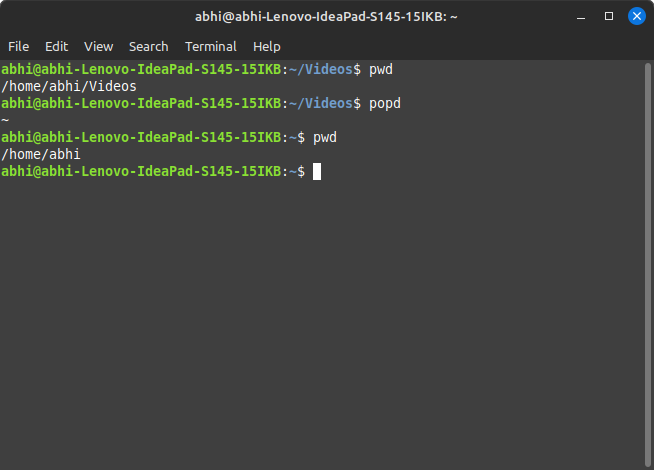 abhi@abhi-Lenovo-IdeaPad-S145-15IKB: ~
File Edit View Search Terminal Help
abhi@abhi-Lenovo-IdeaPad-S145-15IKB:~/Videos$ pwd
/home/abhi/Videos
abhi@abhi-Lenovo-IdeaPad-S145-15IKB:~/Videos$ popd
~
abhi@abhi-Lenovo-IdeaPad-S145-15IKB:~$ pwd
/home/abhi
abhi@abhi-Lenovo-IdeaPad-S145-15IKB:~$